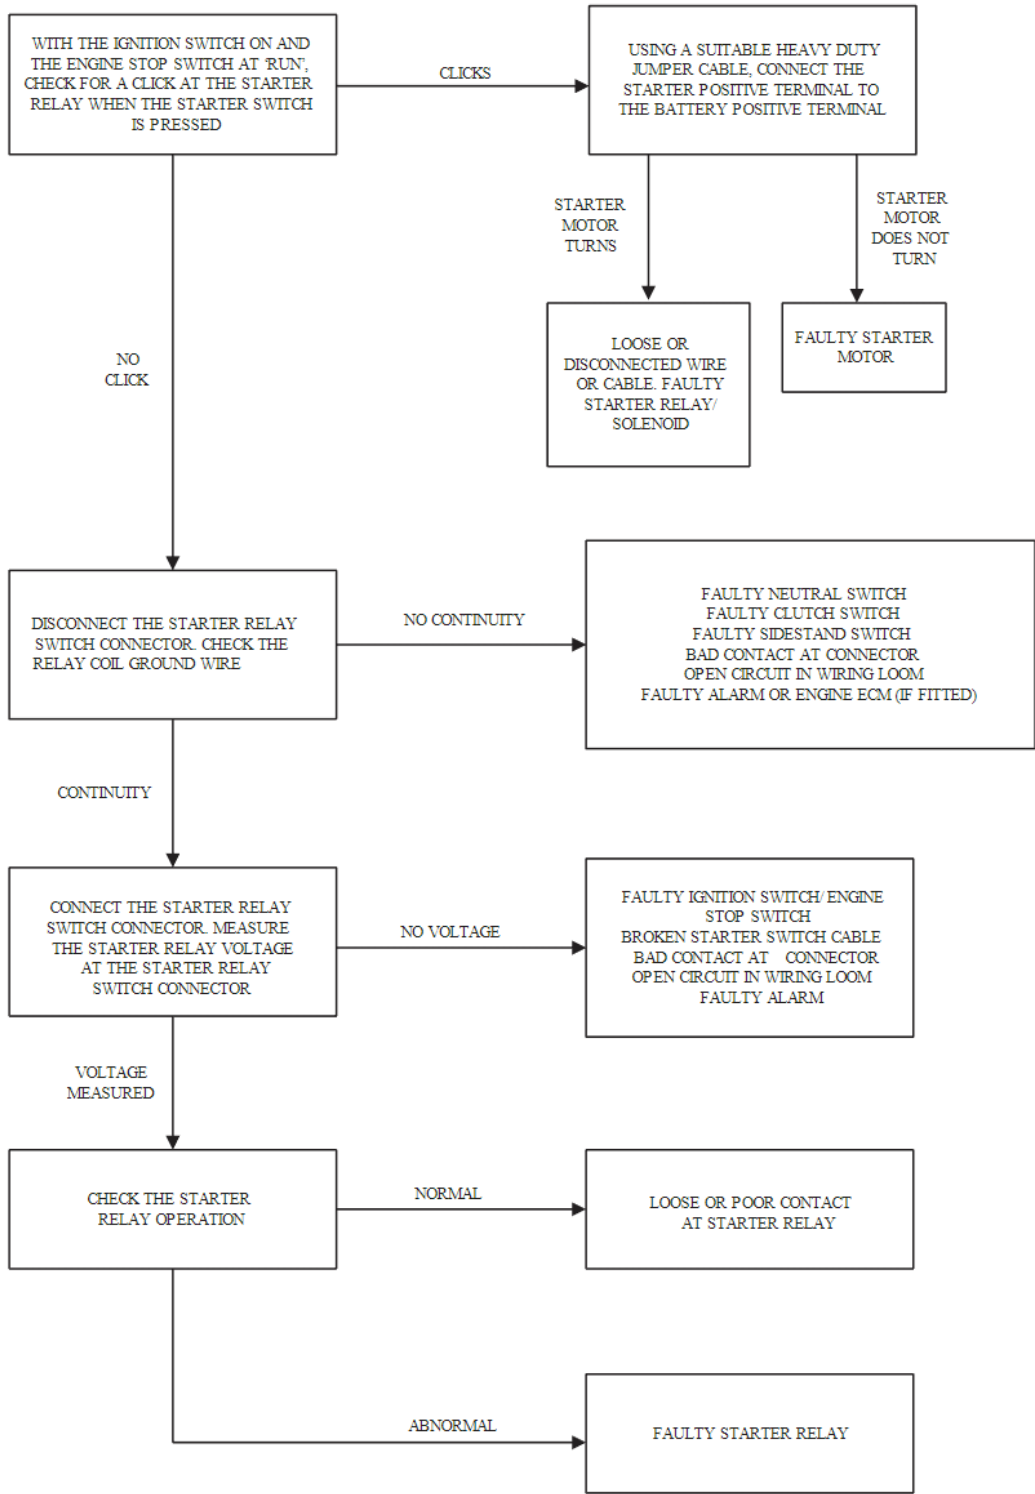 WITH THE IGNITION SWITCH ON AND
THE ENGINE STOP SWITCH AT 'RUN',
CHECK FOR A CLICK AT THE STARTER
RELAY WHEN THE STARTER SWITCH
IS PRESSED
CLICKS
USING A SUITABLE HEAVY DUTY
JUMPER CABLE, CONNECT THE
STARTER POSITIVE TERMINAL TO
THE BATTERY POSITIVE TERMINAL
STARTER
MOTOR
TURNS
STARTER
MOTOR
DOES NOT
TURN
LOOSE OR
DISCONNECTED WIRE
OR CABLE. FAULTY
STARTER RELAY/
SOLENOID
FAULTY STARTER
MOTOR
NO
CLICK
DISCONNECT THE STARTER RELAY
SWITCH CONNECTOR. CHECK THE
RELAY COIL GROUND WIRE
NO CONTINUITY
FAULTY NEUTRAL SWITCH
FAULTY CLUTCH SWITCH
FAULTY SIDESTAND SWITCH
BAD CONTACT AT CONNECTOR
OPEN CIRCUIT IN WIRING LOOM
FAULTY ALARM OR ENGINE ECM (IF FITTED)
CONTINUITY
CONNECT THE STARTER RELAY
SWITCH CONNECTOR. MEASURE
THE STARTER RELAY VOLTAGE
AT THE STARTER RELAY
SWITCH CONNECTOR
NO VOLTAGE
FAULTY IGNITION SWITCH/ ENGINE
STOP SWITCH
BROKEN STARTER SWITCH CABLE
BAD CONTACT AT CONNECTOR
OPEN CIRCUIT IN WIRING LOOM
FAULTY ALARM
VOLTAGE
MEASURED
CHECK THE STARTER
RELAY OPERATION
NORMAL
LOOSE OR POOR CONTACT
AT STARTER RELAY
ABNORMAL
FAULTY STARTER RELAY